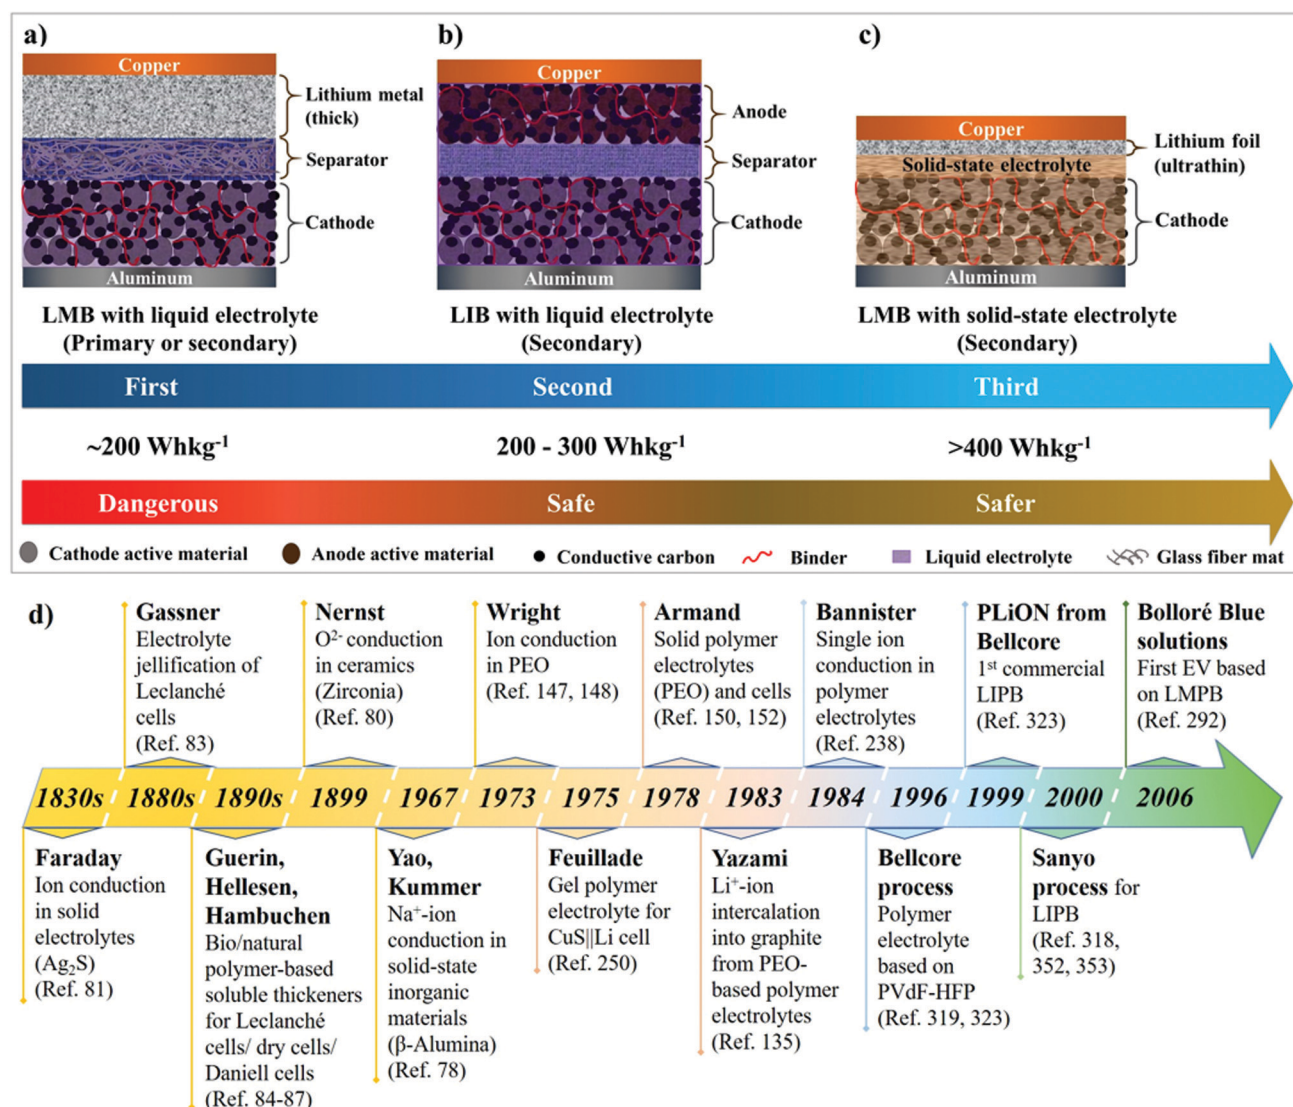 a)
Copper
Lithium metal
(thick)
Separator
Cathode
Aluminum
LMB with liquid electrolyte
(Primary or secondary)
b)
Copper
Anode
Separator
Cathode
Aluminum
LIB with liquid electrolyte
(Secondary)
c)
Copper
Lithium foil
(ultrathin)
Solid-state electrolyte
Cathode
Aluminum
LMB with solid-state electrolyte
(Secondary)
First Second Third
~200 Whkg⁻¹ 200 - 300 Whkg⁻¹ >400 Whkg⁻¹
Dangerous Safe Safer
Cathode active material Anode active material Conductive carbon Binder Liquid electrolyte Glass fiber mat
d)
Gassner
Electrolyte
jellification of
Leclanché
cells
(Ref. 83)
Nernst
O²⁻ conduction
in ceramics
(Zirconia)
(Ref. 80)
Wright
Ion conduction
in PEO
(Ref. 147, 148)
Armand
Solid polymer
electrolytes
(PEO) and cells
(Ref. 150, 152)
Bannister
Single ion
conduction in
polymer
electrolytes
(Ref. 238)
PLiON from
Bellcore
1ˢᵗ commercial
LIPB
(Ref. 323)
Bolloré Blue
solutions
First EV based
on LMPB
(Ref. 292)
1830s 1880s 1890s 1899 1967 1973 1975 1978 1983 1984 1996 1999 2000 2006
Faraday
Ion conduction
in solid
electrolytes
(Ag₂S)
(Ref. 81)
Guerin,
Hellesen,
Hambuchen
Bio/natural
polymer-based
soluble thickeners
for Leclanché
cells/ dry cells/
Daniell cells
(Ref. 84-87)
Yao,
Kummer
Na⁺-ion
conduction in
solid-state
inorganic
materials
(β-Alumina)
(Ref. 78)
Feuillade
Gel polymer
electrolyte for
CuS||Li cell
(Ref. 250)
Yazami
Li⁺-ion
intercalation
into graphite
from PEO-
based polymer
electrolytes
(Ref. 135)
Bellcore
process
Polymer
electrolyte
based on
PVdF-HFP
(Ref. 319, 323)
Sanyo
process for
LIPB
(Ref. 318,
352, 353)